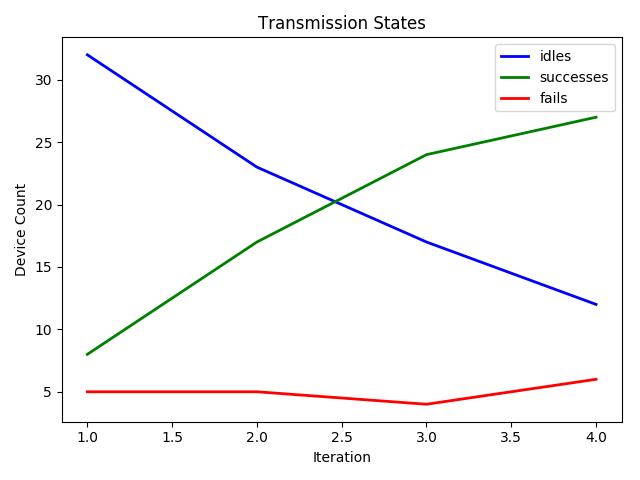 Transmission States
idles
successes
fails
Device Count
30
25
20
15
10
5
1.0 1.5 2.0 2.5 3.0 3.5 4.0
Iteration